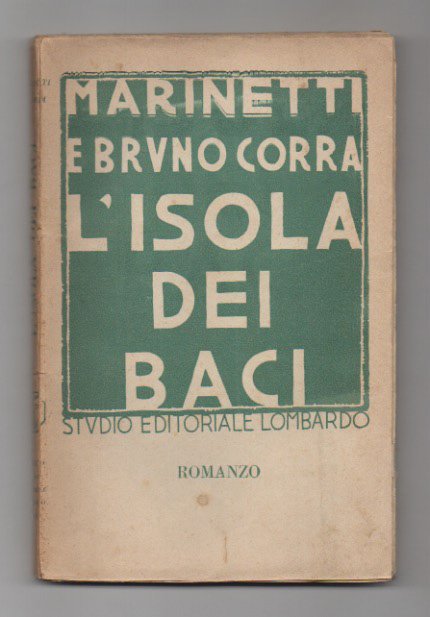 MARINETTI
E BRVNO CORRA
L'ISOLA
DEI
BACI
STVDIO EDITORIALE LOMBARDO
ROMANZO